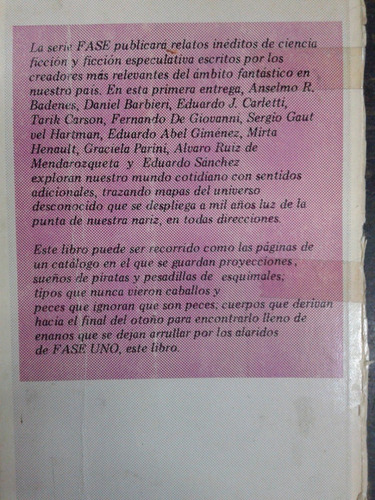 La serie FASE publicará relatos inéditos de ciencia
ficción y ficción especulativa escritos por los
creadores más relevantes del ámbito fantástico en
nuestro país. En esta primera entrega, Anselmo R.
Badenes, Daniel Barbieri, Eduardo J. Carletti,
Tarik Carson, Fernando De Giovanni, Sergio Gaut
vel Hartman, Eduardo Abel Giménez, Mirta
Henault, Graciela Parini, Alvaro Ruiz de
Mendarozqueta y Eduardo Sánchez
exploran nuestro mundo cotidiano con sentidos
adicionales, trazando mapas del universo
desconocido que se despliega a mil años luz de la
punta de nuestra nariz, en todas direcciones.
Este libro puede ser recorrido como las páginas de
un catálogo en el que se guardan proyecciones,
sueños de piratas y pesadillas de esquimales;
tipos que nunca vieron caballos y
peces que ignoran que son peces; cuerpos que derivan
hacia el final del otoño para encontrarlo lleno de
enanos que se dejan arrullar por los alaridos
de FASE UNO, este libro.